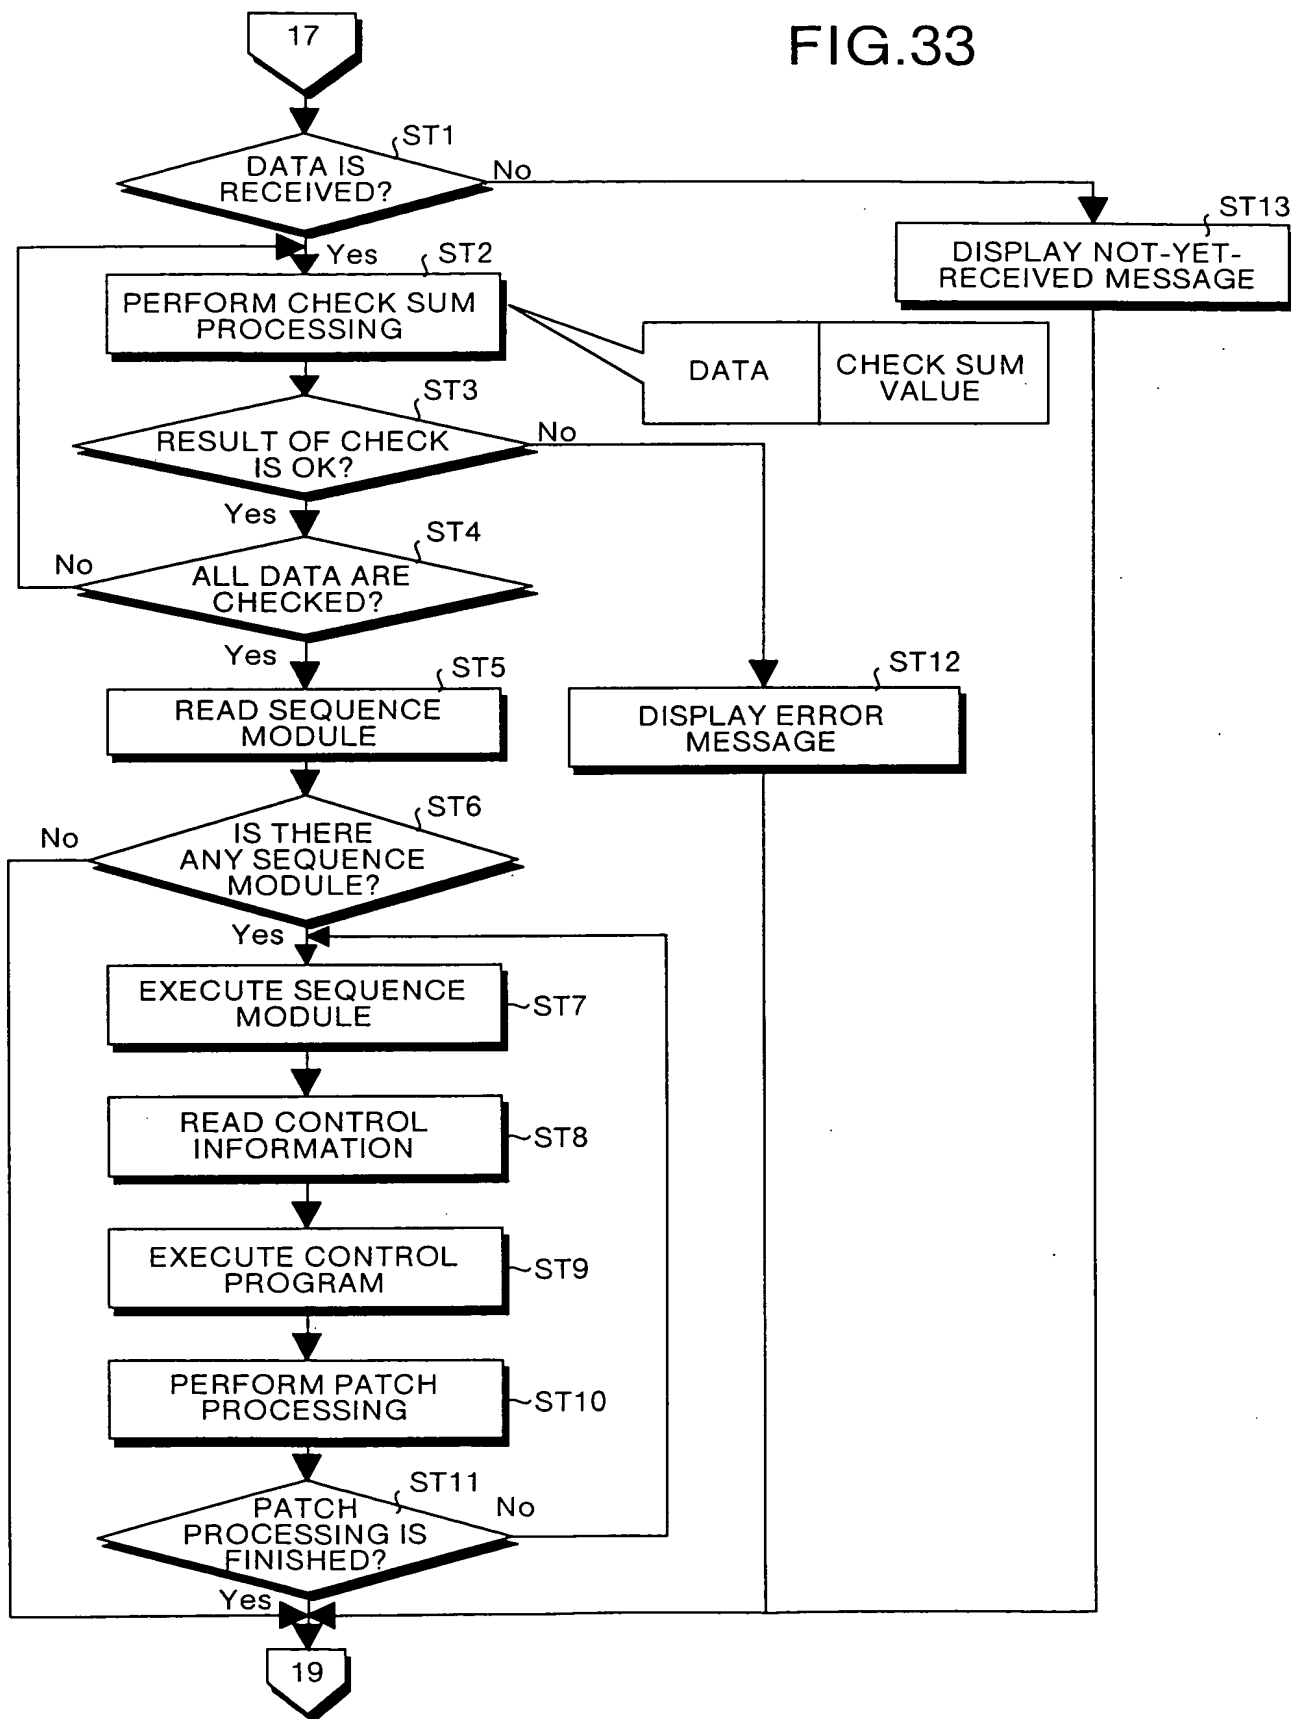 FIG.33
17
ST1
DATA IS
RECEIVED?
No
Yes
ST13
DISPLAY NOT-YET-
RECEIVED MESSAGE
ST2
PERFORM CHECK SUM
PROCESSING
DATA
CHECK SUM
VALUE
ST3
RESULT OF CHECK
IS OK?
No
Yes
ST4
ALL DATA ARE
CHECKED?
No
Yes
ST5
READ SEQUENCE
MODULE
ST12
DISPLAY ERROR
MESSAGE
ST6
IS THERE
ANY SEQUENCE
MODULE?
No
Yes
EXECUTE SEQUENCE
MODULE
ST7
READ CONTROL
INFORMATION
ST8
EXECUTE CONTROL
PROGRAM
ST9
PERFORM PATCH
PROCESSING
ST10
ST11
PATCH
PROCESSING IS
FINISHED?
No
Yes
19